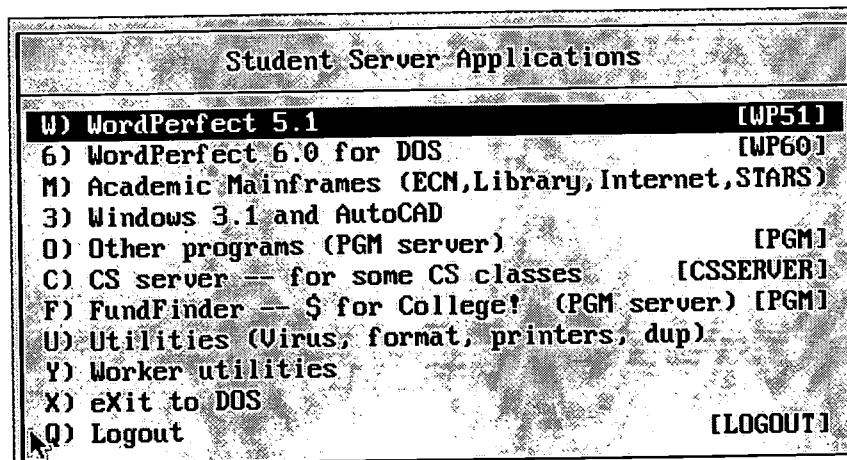 Student Server Applications
W) WordPerfect 5.1 [WP51]
6) WordPerfect 6.0 for DOS [WP60]
M) Academic Mainframes (ECN,Library,Internet,STARS)
3) Windows 3.1 and AutoCAD
O) Other programs (PGM server) [PGM]
C) CS server -- for some CS classes [CSSERVER]
F) FundFinder -- $ for College! (PGM server) [PGM]
U) Utilities (Virus, format, printers, dup)
Y) Worker utilities
X) eXit to DOS
Q) Logout [LOGOUT]